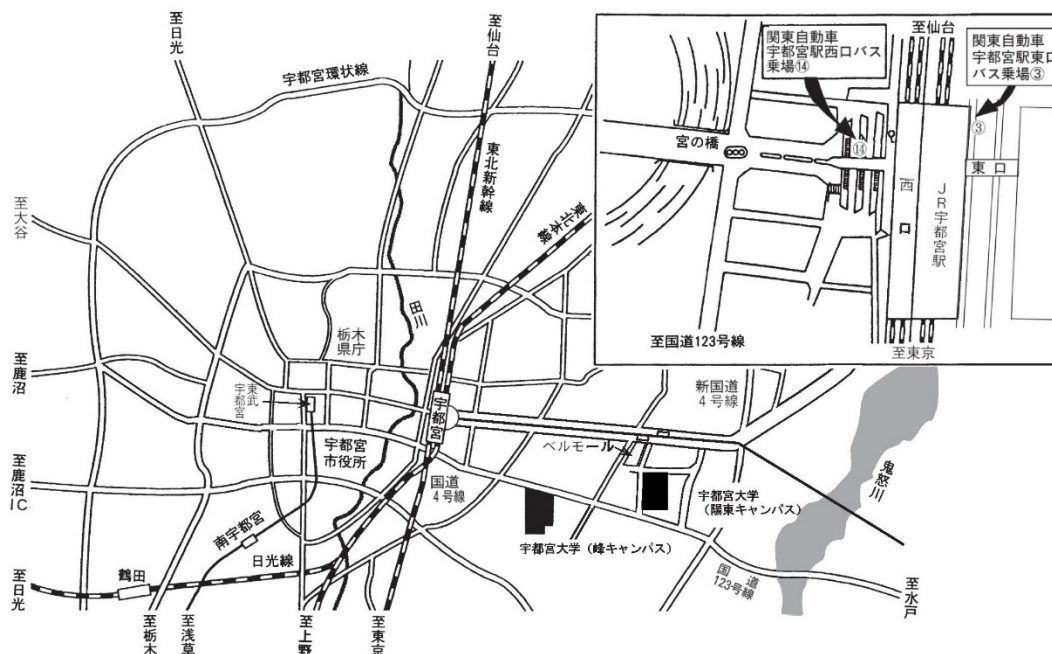 至日光
至仙台
宇都宮環状線
東北新幹線
東北本線
至大谷
田川
栃木
県庁
至鹿沼
東武
宇都宮
宇都宮
宇都宮
市役所
国道
4号線
至鹿沼
IC
南宇都宮
日光線
鶴田
至日光
至栃木
至浅草
至上野
至東京
新国道
4号線
ベルモール
宇都宮大学
(陽東キャンパス)
宇都宮大学(峰キャンパス)
鬼怒川
国道
123号線
至水戸
関東自動車
宇都宮駅西口バス
乗場⑭
至仙台
関東自動車
宇都宮駅東口
バス乗場③
宮の橋
⑭
③
西口
JR宇都宮駅
東口
至国道123号線
至東京